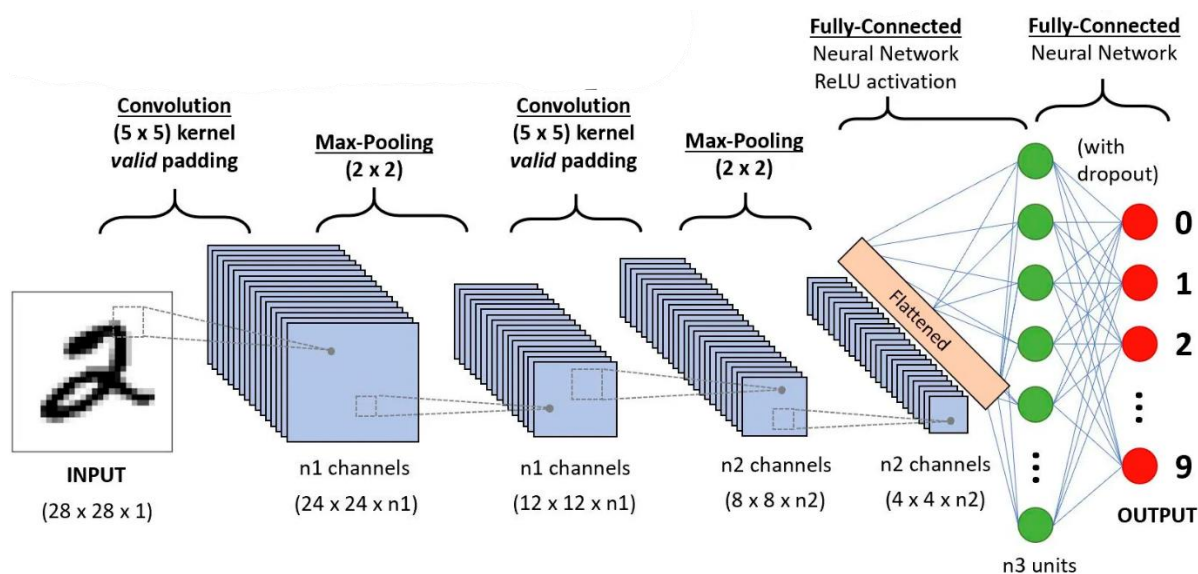 Fully-Connected
Neural Network
ReLU activation
Fully-Connected
Neural Network
Convolution
(5 x 5) kernel
valid padding
Max-Pooling
(2 x 2)
Convolution
(5 x 5) kernel
valid padding
Max-Pooling
(2 x 2)
(with
dropout)
0
1
2
9
2
Flattened
INPUT
(28 x 28 x 1)
n1 channels
(24 x 24 x n1)
n1 channels
(12 x 12 x n1)
n2 channels
(8 x 8 x n2)
n2 channels
(4 x 4 x n2)
OUTPUT
n3 units